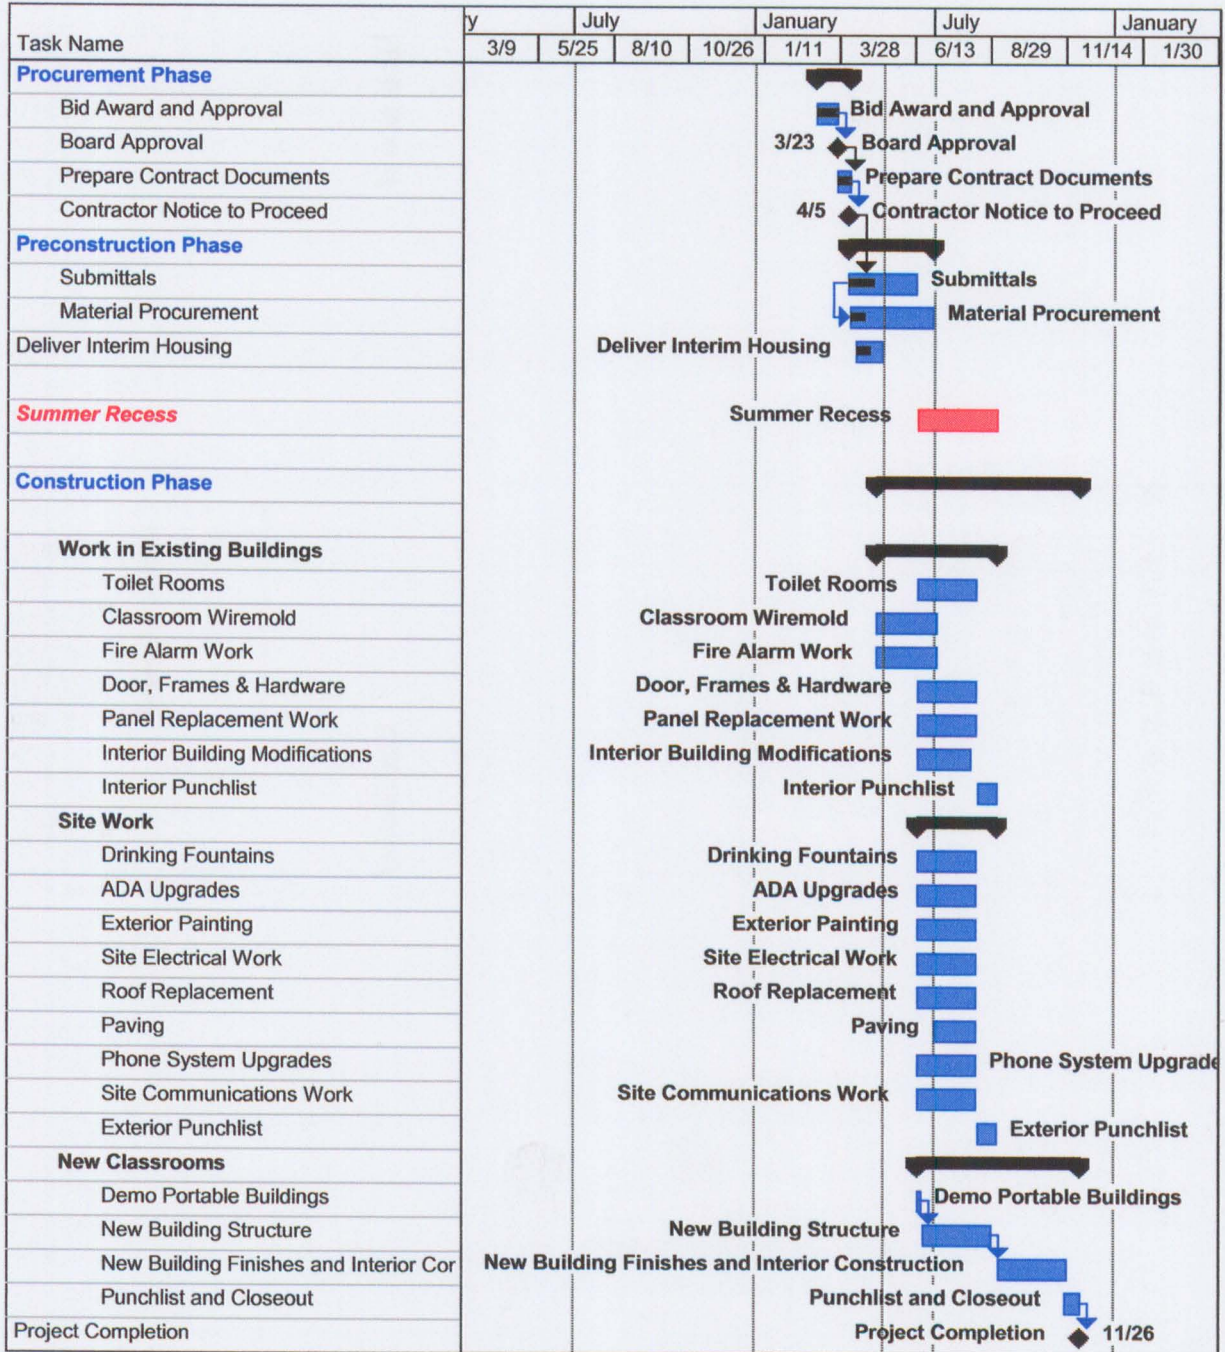 y July January July January
Task Name 3/9 5/25 8/10 10/26 1/11 3/28 6/13 8/29 11/14 1/30
Procurement Phase
Bid Award and Approval Bid Award and Approval
Board Approval 3/23 Board Approval
Prepare Contract Documents Prepare Contract Documents
Contractor Notice to Proceed 4/5 Contractor Notice to Proceed
Preconstruction Phase
Submittals Submittals
Material Procurement Material Procurement
Deliver Interim Housing Deliver Interim Housing
Summer Recess Summer Recess
Construction Phase
Work in Existing Buildings
Toilet Rooms Toilet Rooms
Classroom Wiremold Classroom Wiremold
Fire Alarm Work Fire Alarm Work
Door, Frames & Hardware Door, Frames & Hardware
Panel Replacement Work Panel Replacement Work
Interior Building Modifications Interior Building Modifications
Interior Punchlist Interior Punchlist
Site Work
Drinking Fountains Drinking Fountains
ADA Upgrades ADA Upgrades
Exterior Painting Exterior Painting
Site Electrical Work Site Electrical Work
Roof Replacement Roof Replacement
Paving Paving
Phone System Upgrades Phone System Upgrade
Site Communications Work Site Communications Work
Exterior Punchlist Exterior Punchlist
New Classrooms
Demo Portable Buildings Demo Portable Buildings
New Building Structure New Building Structure
New Building Finishes and Interior Cor New Building Finishes and Interior Construction
Punchlist and Closeout Punchlist and Closeout
Project Completion Project Completion 11/26